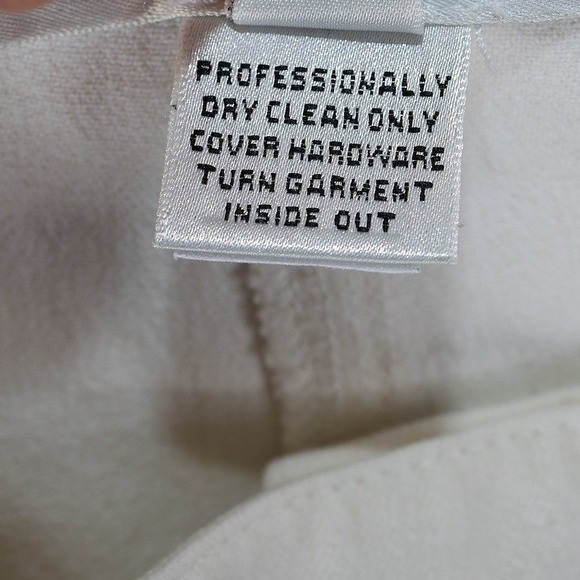 PROFESSIONALLY
DRY CLEAN ONLY
COVER HARDWARE
TURN GARMENT
INSIDE OUT